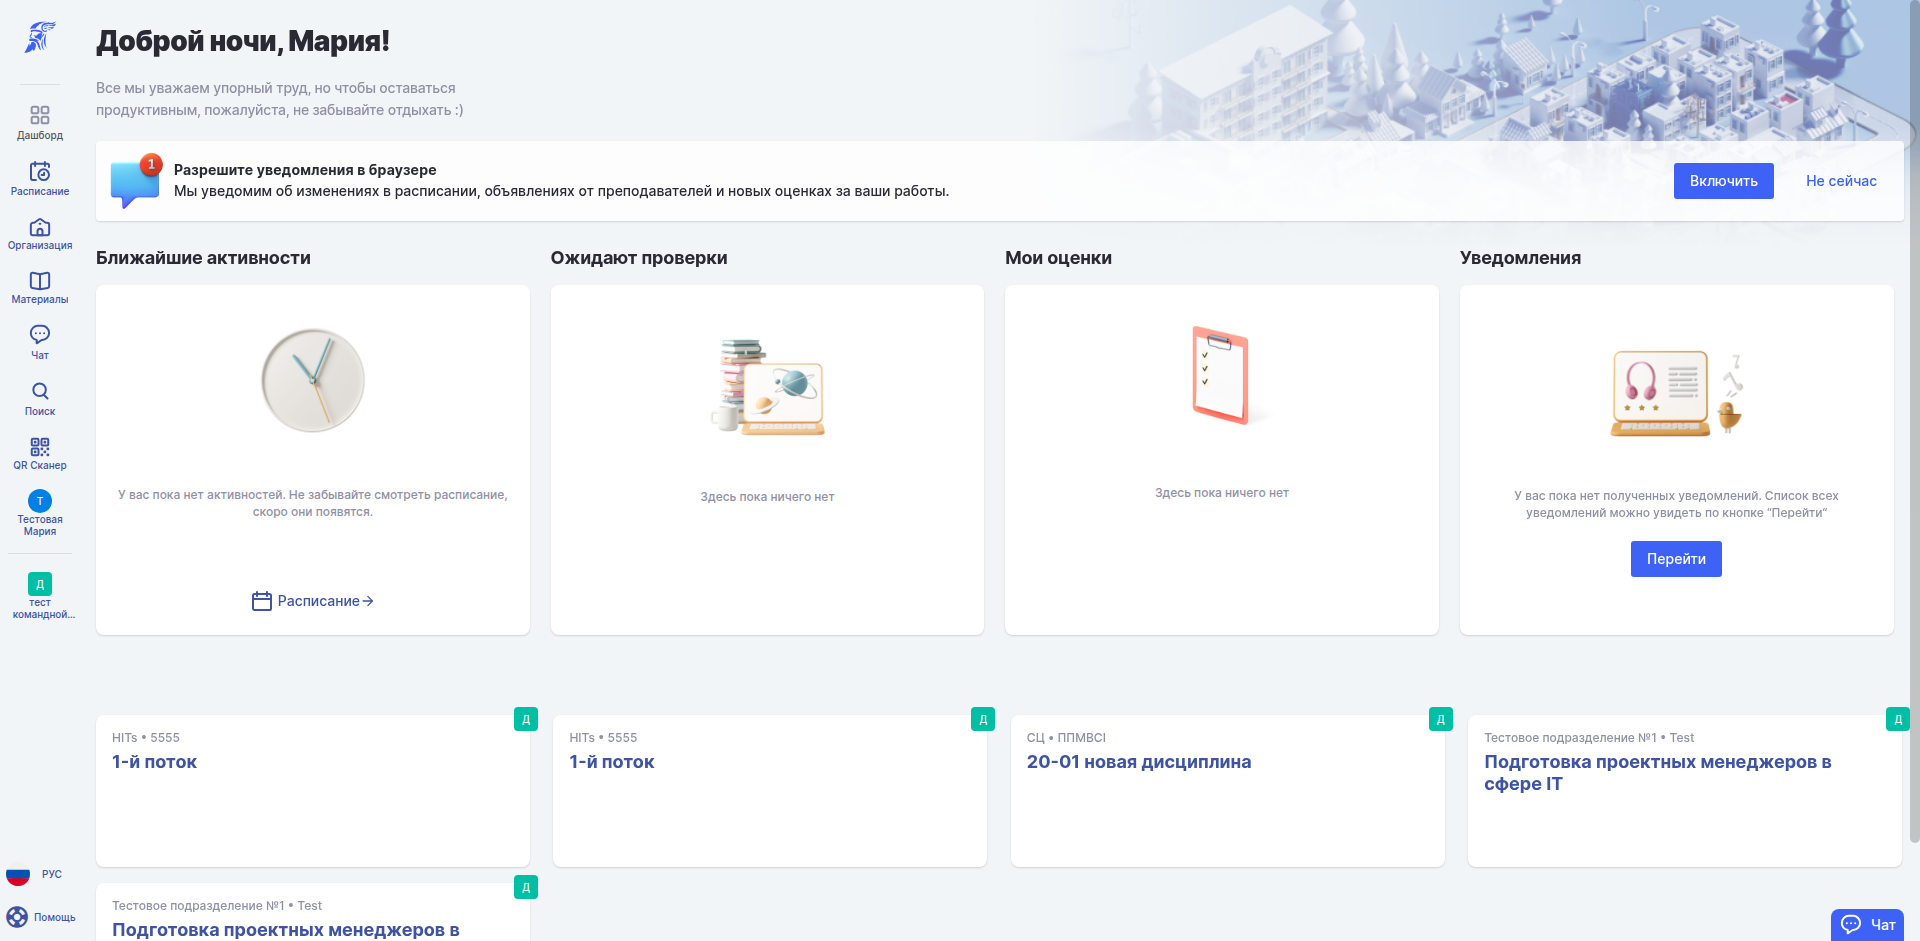 Доброй ночи, Мария!
Все мы уважаем упорный труд, но чтобы оставаться
продуктивным, пожалуйста, не забывайте отдыхать :)
Дашборд
Расписание
Организация
Материалы
Чат
Поиск
QR Сканер
Т
Тестовая
Мария
Д
тест
командной...
РУС
Помощь
1
Разрешите уведомления в браузере
Мы уведомим об изменениях в расписании, объявлениях от преподавателей и новых оценках за ваши работы.
Включить
Не сейчас
Ближайшие активности
У вас пока нет активностей. Не забывайте смотреть расписание,
скоро они появятся.
Расписание→
Ожидают проверки
Здесь пока ничего нет
Мои оценки
Здесь пока ничего нет
Уведомления
У вас пока нет полученных уведомлений. Список всех
уведомлений можно увидеть по кнопке “Перейти”
Перейти
Д
HITs • 5555
1-й поток
Д
HITs • 5555
1-й поток
Д
СЦ • ППМВСI
20-01 новая дисциплина
Д
Тестовое подразделение №1 • Test
Подготовка проектных менеджеров в
сфере IT
Д
Тестовое подразделение №1 • Test
Подготовка проектных менеджеров в
Чат